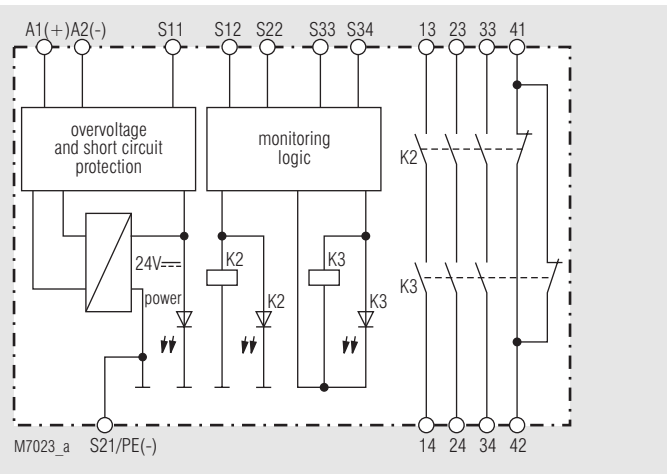 A1(+) A2(-) S11 S12 S22 S33 S34 13 23 33 41
overvoltage
and short circuit
protection
monitoring
logic
K2
24V
K2
K3
K3
power
K2
K3
M7023_a S21/PE(-) 14 24 34 42